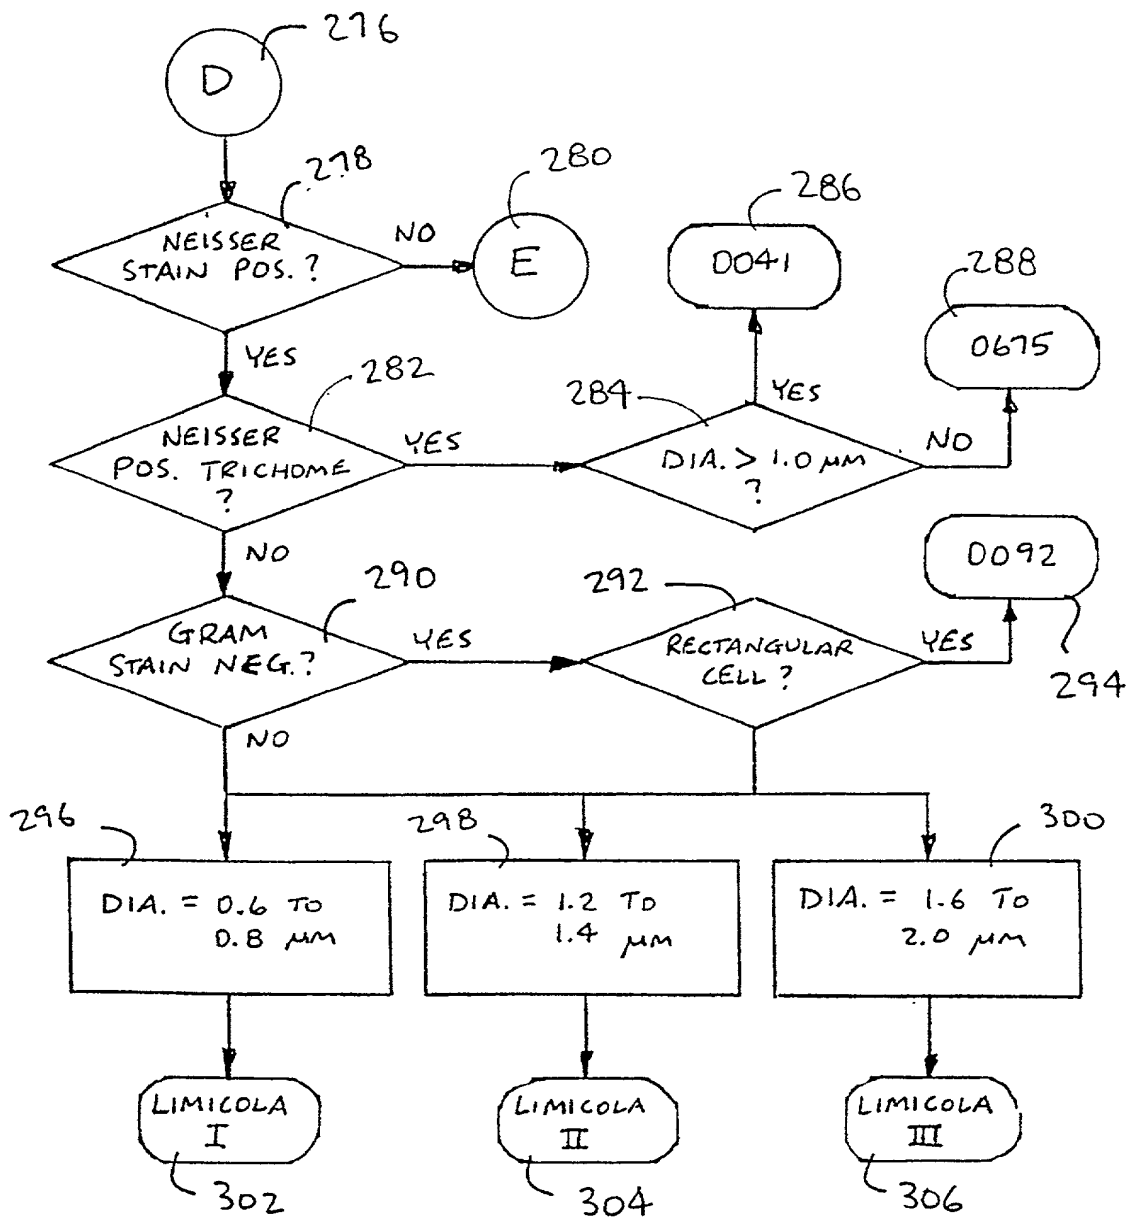 276
D
278
280
286
NEISSER
STAIN POS.?
NO
E
0041
288
0675
YES
282
284
YES
NEISSER
POS. TRICHOME
?
YES
DIA. > 1.0 µM
?
NO
0092
NO
290
292
GRAM
STAIN NEG.?
YES
RECTANGULAR
CELL?
YES
294
NO
296
298
300
DIA. = 0.6 TO
0.8 µM
DIA. = 1.2 TO
1.4 µM
DIA. = 1.6 TO
2.0 µM
LIMICOLA
I
LIMICOLA
II
LIMICOLA
III
302
304
306